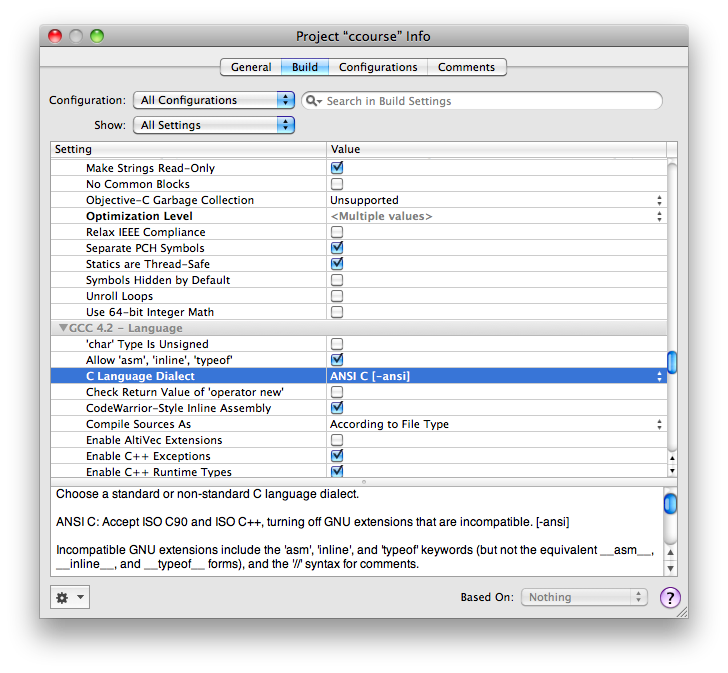 Project “ccourse” Info
General Build Configurations Comments
Configuration: All Configurations Search in Build Settings
Show: All Settings
Setting Value
Make Strings Read-Only
No Common Blocks
Objective-C Garbage Collection Unsupported
Optimization Level <Multiple values>
Relax IEEE Compliance
Separate PCH Symbols
Statics are Thread-Safe
Symbols Hidden by Default
Unroll Loops
Use 64-bit Integer Math
GCC 4.2 - Language
'char' Type Is Unsigned
Allow 'asm', 'inline', 'typeof'
C Language Dialect ANSI C [-ansi]
Check Return Value of 'operator new'
CodeWarrior-Style Inline Assembly
Compile Sources As According to File Type
Enable AltiVec Extensions
Enable C++ Exceptions
Enable C++ Runtime Types
Choose a standard or non-standard C language dialect.
ANSI C: Accept ISO C90 and ISO C++, turning off GNU extensions that are incompatible. [-ansi]
Incompatible GNU extensions include the 'asm', 'inline', and 'typeof' keywords (but not the equivalent __asm__,
__inline__, and __typeof__ forms), and the '//' syntax for comments.
Based On: Nothing ?